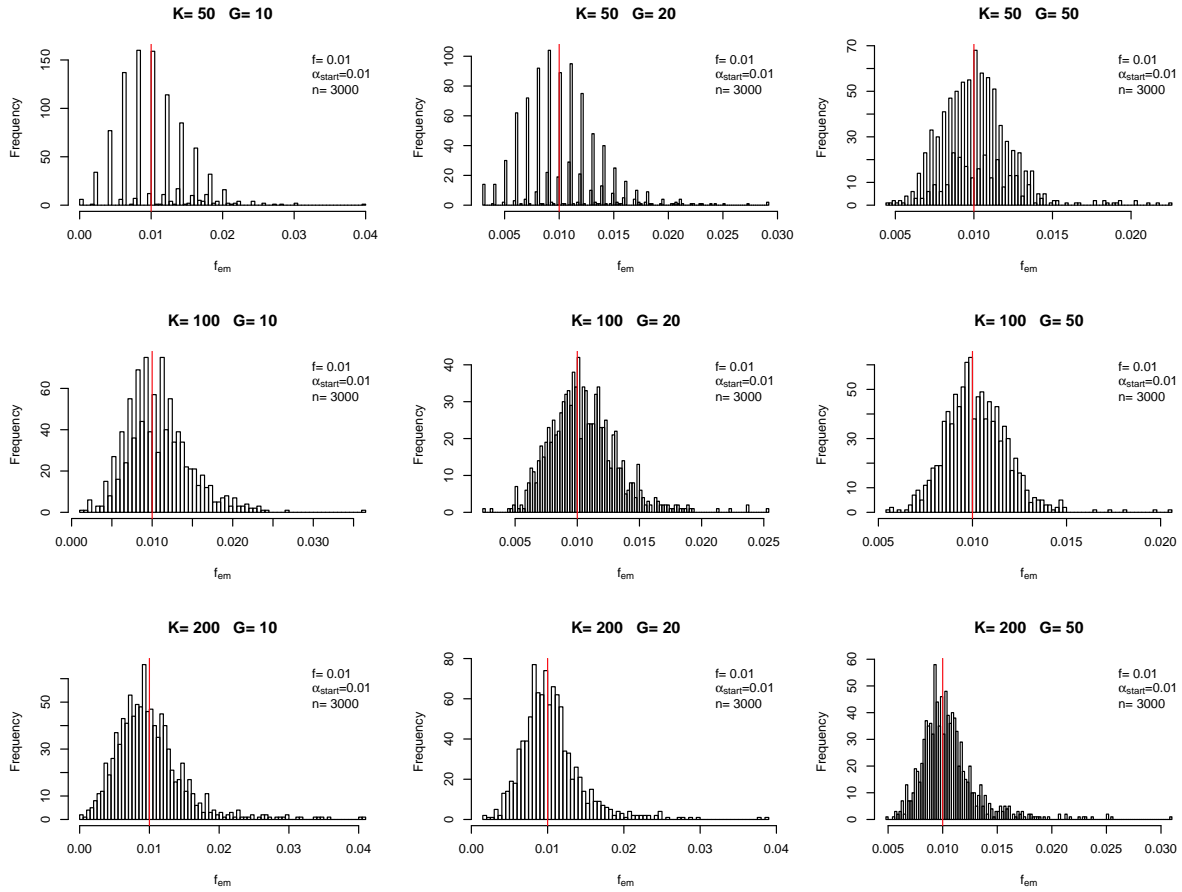 K= 50 G= 10
f= 0.01
αstart=0.01
n= 3000
Frequency
0 50 100 150
0.00 0.01 0.02 0.03 0.04
fem
K= 50 G= 20
f= 0.01
αstart=0.01
n= 3000
Frequency
0 20 40 60 80 100
0.005 0.010 0.015 0.020 0.025 0.030
fem
K= 50 G= 50
f= 0.01
αstart=0.01
n= 3000
Frequency
0 10 30 50 70
0.005 0.010 0.015 0.020
fem
K= 100 G= 10
f= 0.01
αstart=0.01
n= 3000
Frequency
0 20 40 60
0.000 0.010 0.020 0.030
fem
K= 100 G= 20
f= 0.01
αstart=0.01
n= 3000
Frequency
0 10 20 30 40
0.005 0.010 0.015 0.020 0.025
fem
K= 100 G= 50
f= 0.01
αstart=0.01
n= 3000
Frequency
0 10 30 50
0.005 0.010 0.015 0.020
fem
K= 200 G= 10
f= 0.01
αstart=0.01
n= 3000
Frequency
0 10 30 50
0.00 0.01 0.02 0.03 0.04
fem
K= 200 G= 20
f= 0.01
αstart=0.01
n= 3000
Frequency
0 20 40 60 80
0.00 0.01 0.02 0.03 0.04
fem
K= 200 G= 50
f= 0.01
αstart=0.01
n= 3000
Frequency
0 10 20 30 40 50 60
0.005 0.010 0.015 0.020 0.025 0.030
fem